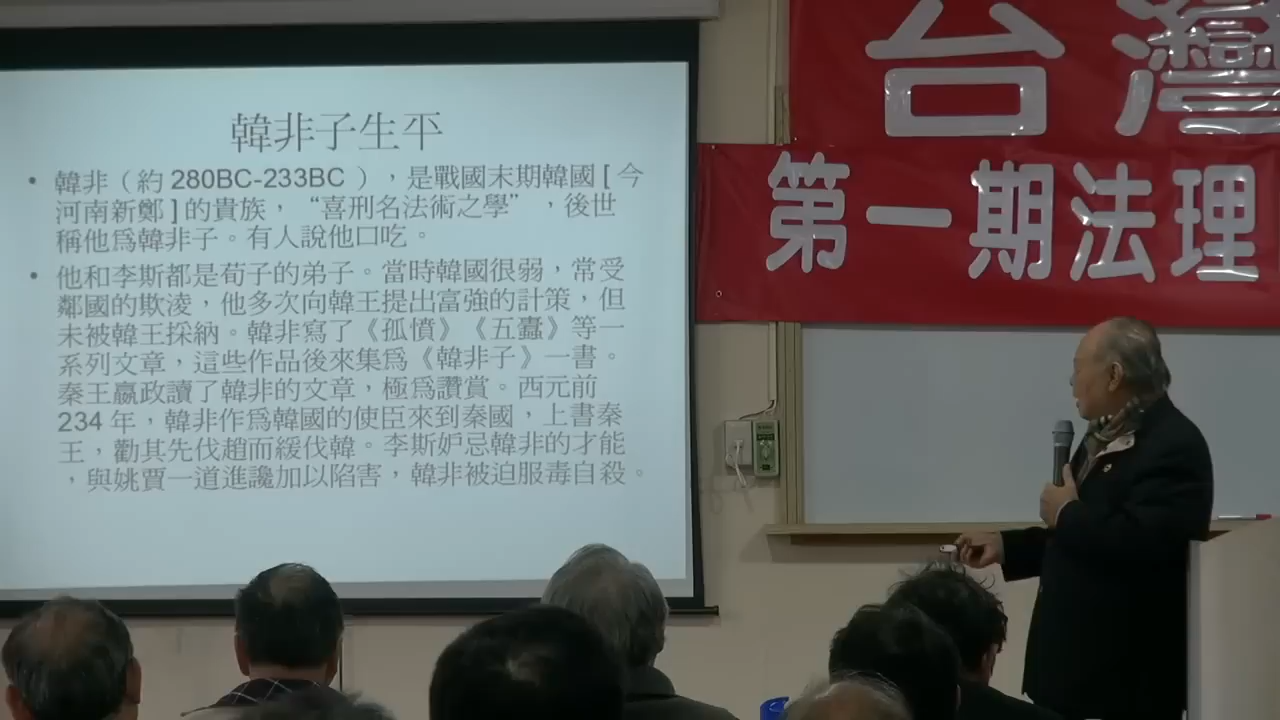 韓非子生平
• 韓非（約 280BC-233BC ），是戰國末期韓國 [ 今
河南新鄭 ] 的貴族，“喜刑名法術之學”，後世
稱他爲韓非子。有人說他口吃。
• 他和李斯都是荀子的弟子。當時韓國很弱，常受
鄰國的欺淩，他多次向韓王提出富強的計策，但
未被韓王採納。韓非寫了《孤憤》《五蠹》等一
系列文章，這些作品後來集爲《韓非子》一書。
秦王嬴政讀了韓非的文章，極爲讚賞。西元前
234 年，韓非作爲韓國的使臣來到秦國，上書秦
王，勸其先伐趙而緩伐韓。李斯妒忌韓非的才能
，與姚賈一道進讒加以陷害，韓非被迫服毒自殺。
台灣
第一期法理